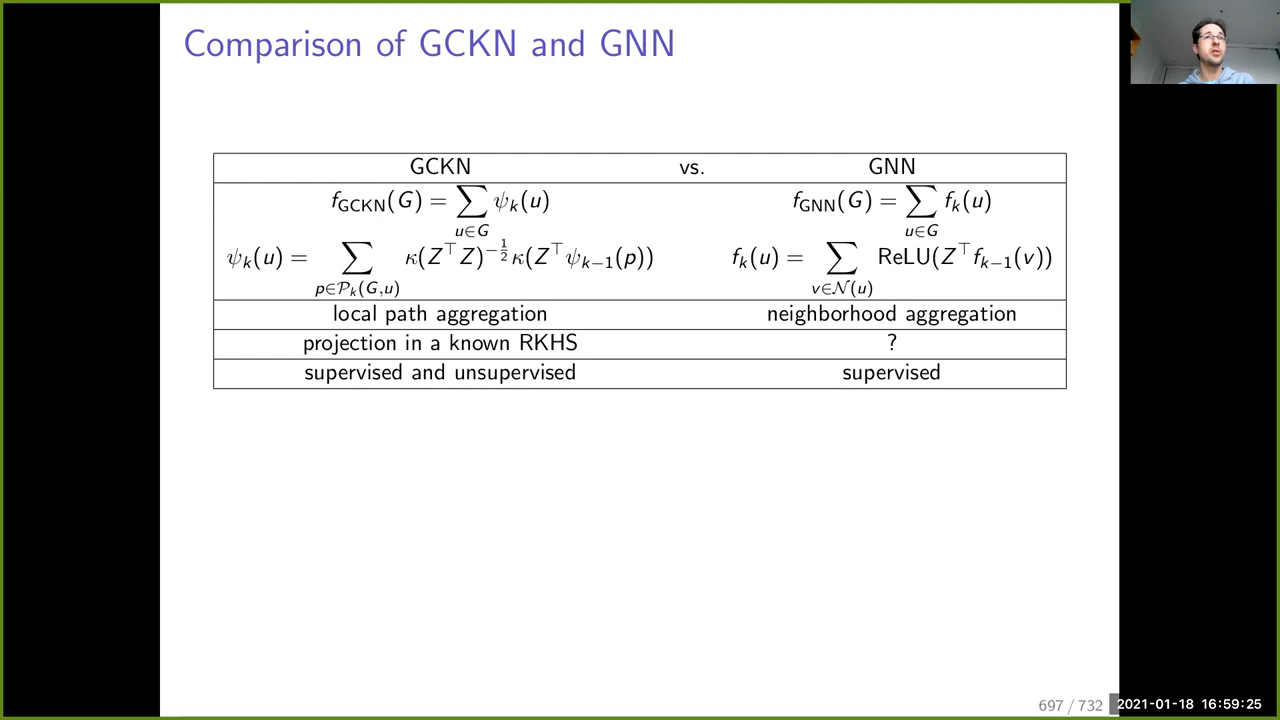 Comparison of GCKN and GNN
GCKN vs. GNN
f_GCKN(G) = ∑_{u∈G} ψ_k(u) f_GNN(G) = ∑_{u∈G} f_k(u)
ψ_k(u) = ∑_{p∈𝒫_k(G,u)} κ(Z^⊤Z)^{-1/2}κ(Z^⊤ψ_{k−1}(p)) f_k(u) = ∑_{v∈𝒩(u)} ReLU(Z^⊤f_{k−1}(v))
local path aggregation neighborhood aggregation
projection in a known RKHS ?
supervised and unsupervised supervised
697 / 732 2021-01-18 16:59:25